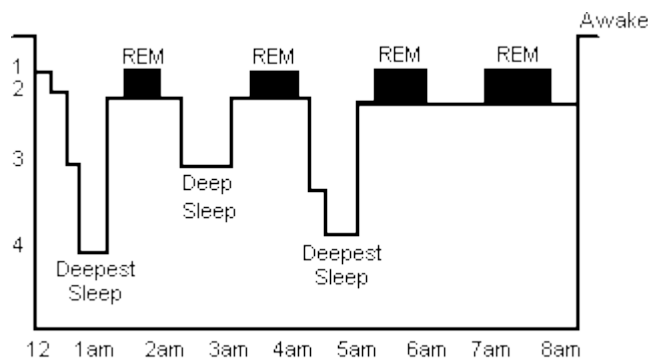 Awake
REM
REM
REM
REM
1
2
3
4
Deep
Sleep
Deepest
Sleep
Deepest
Sleep
12 1am 2am 3am 4am 5am 6am 7am 8am